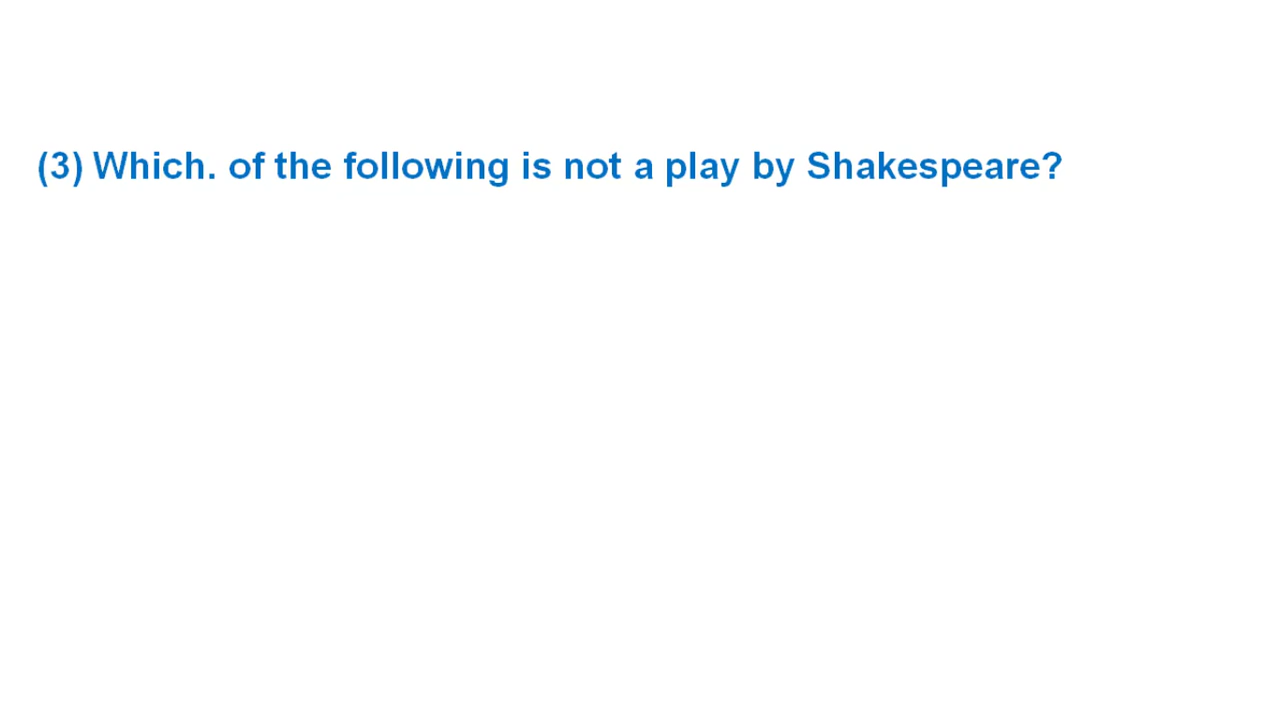 (3) Which. of the following is not a play by Shakespeare?